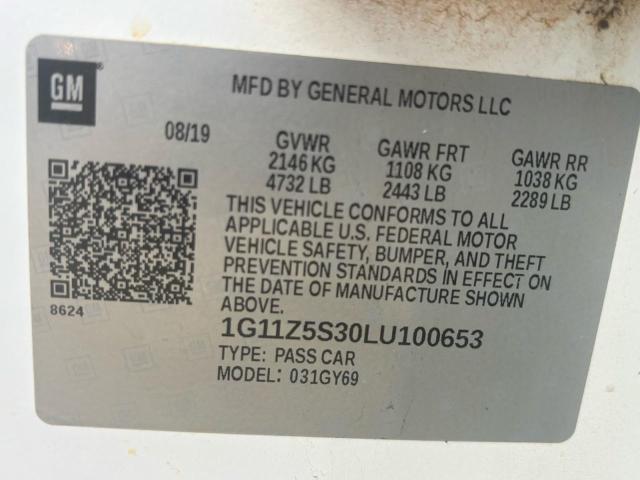 GM
MFD BY GENERAL MOTORS LLC
08/19
GVWR
2146 KG
4732 LB
GAWR FRT
1108 KG
2443 LB
GAWR RR
1038 KG
2289 LB
THIS VEHICLE CONFORMS TO ALL
APPLICABLE U.S. FEDERAL MOTOR
VEHICLE SAFETY, BUMPER, AND THEFT
PREVENTION STANDARDS IN EFFECT ON
THE DATE OF MANUFACTURE SHOWN
ABOVE.
8624
1G11Z5S30LU100653
TYPE: PASS CAR
MODEL: 031GY69